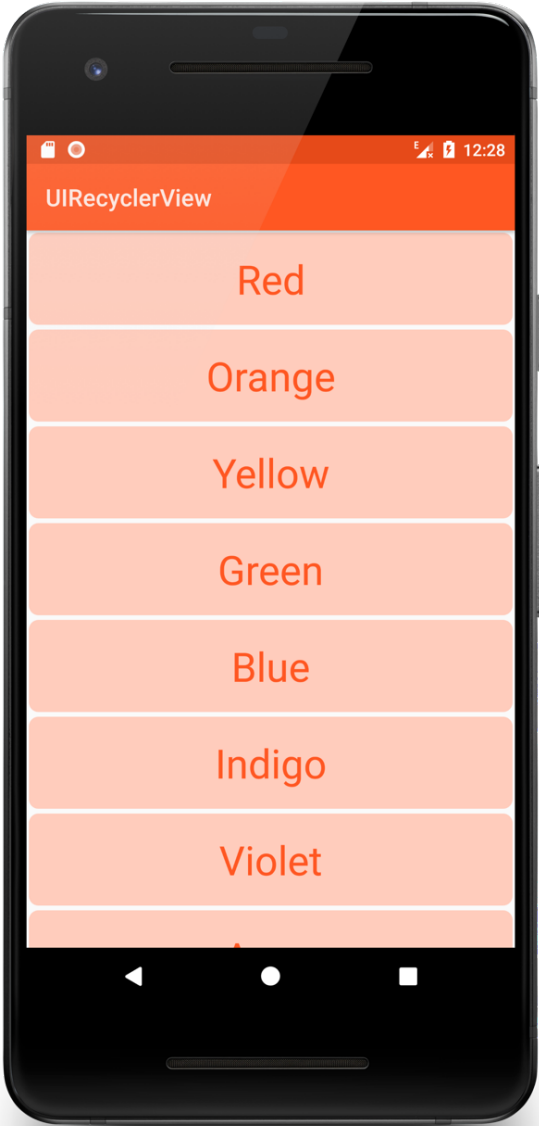 E
12:28
UIRecyclerView
Red
Orange
Yellow
Green
Blue
Indigo
Violet